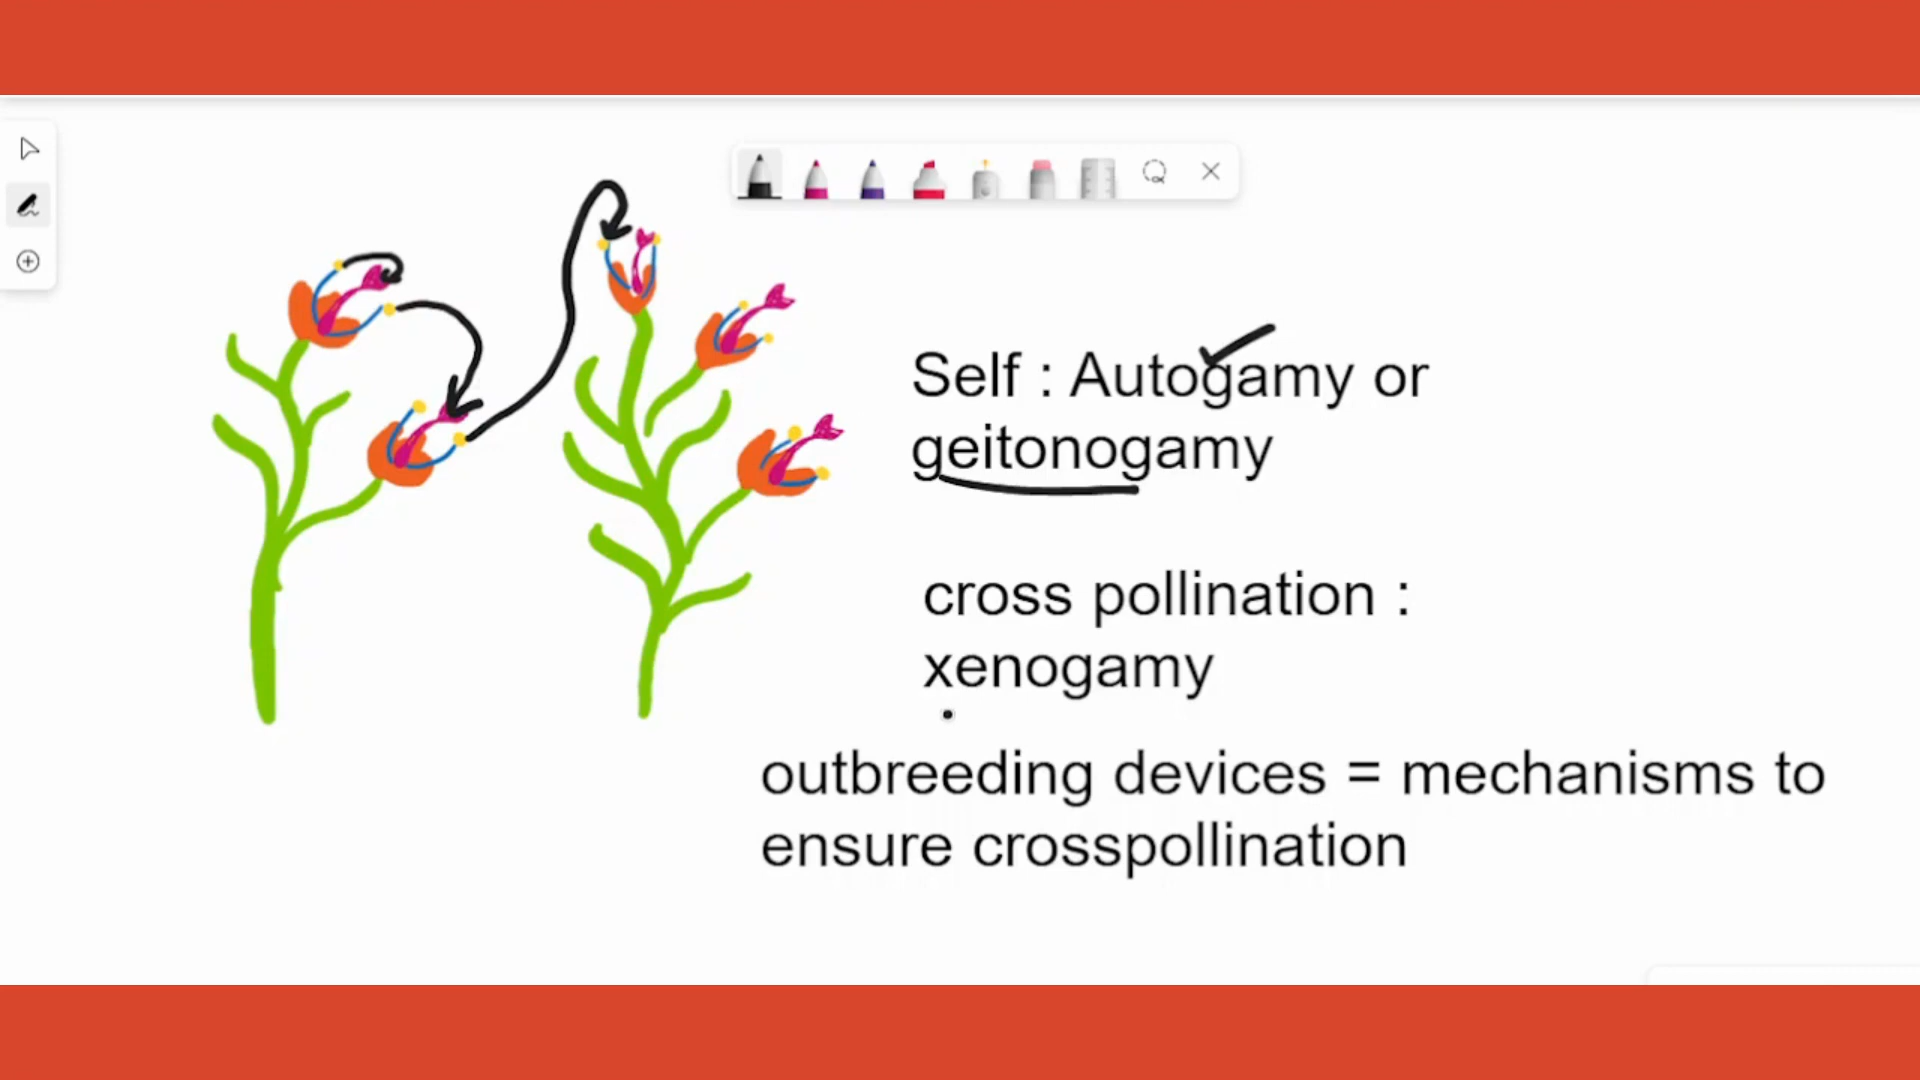 Self : Autogamy or
geitonogamy
cross pollination :
xenogamy
outbreeding devices = mechanisms to
ensure crosspollination